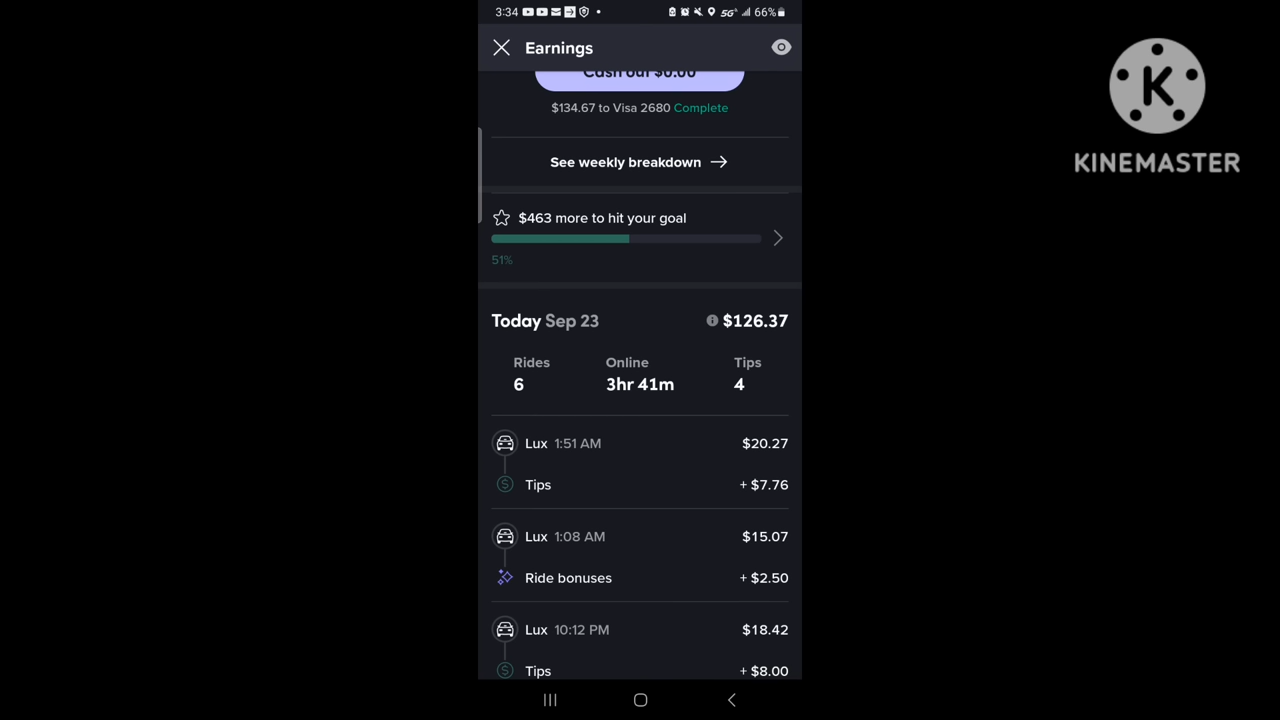 3:34 5G 66%
Earnings
Cash out $0.00
$134.67 to Visa 2680 Complete
See weekly breakdown
$463 more to hit your goal
51%
Today Sep 23 $126.37
Rides Online Tips
6 3hr 41m 4
Lux 1:51 AM $20.27
Tips + $7.76
Lux 1:08 AM $15.07
Ride bonuses + $2.50
Lux 10:12 PM $18.42
Tips + $8.00
K
KINEMASTER